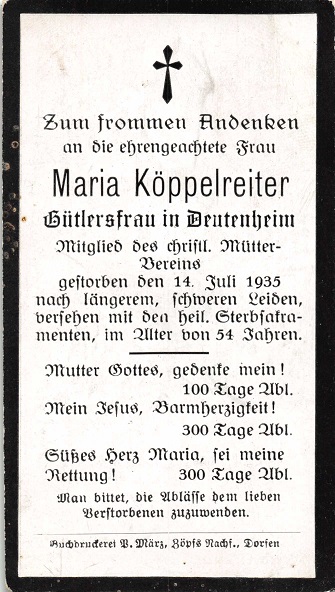 Zum frommen Andenken
an die ehrengeachtete Frau
Maria Köppelreiter
Gütlersfrau in Deutenheim
Mitglied des christl. Mütter-
Vereins
gestorben den 14. Juli 1935
nach längerem, schweren Leiden,
versehen mit den heil. Sterbsakra-
menten, im Alter von 54 Jahren.
Mutter Gottes, gedenke mein!
100 Tage Abl.
Mein Jesus, Barmherzigkeit!
300 Tage Abl.
Süßes Herz Maria, sei meine
Rettung! 300 Tage Abl.
Man bittet, die Ablässe dem lieben
Verstorbenen zuzuwenden.
Buchdruckerei P. März, Höpfs Nachf., Dorfen